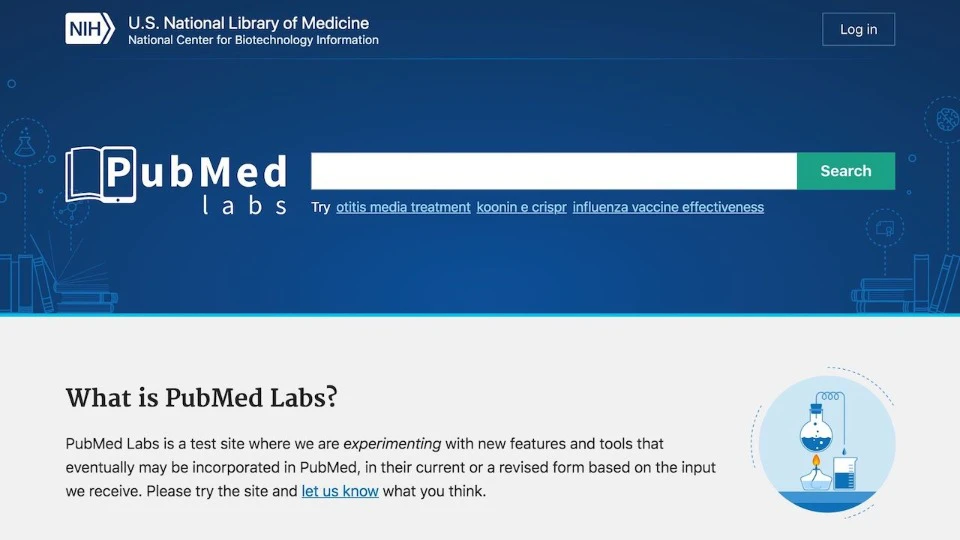 NIH
U.S. National Library of Medicine
National Center for Biotechnology Information
Log in
PubMed
labs
Search
Try otitis media treatment koonin e crispr influenza vaccine effectiveness
What is PubMed Labs?
PubMed Labs is a test site where we are experimenting with new features and tools that
eventually may be incorporated in PubMed, in their current or a revised form based on the input
we receive. Please try the site and let us know what you think.